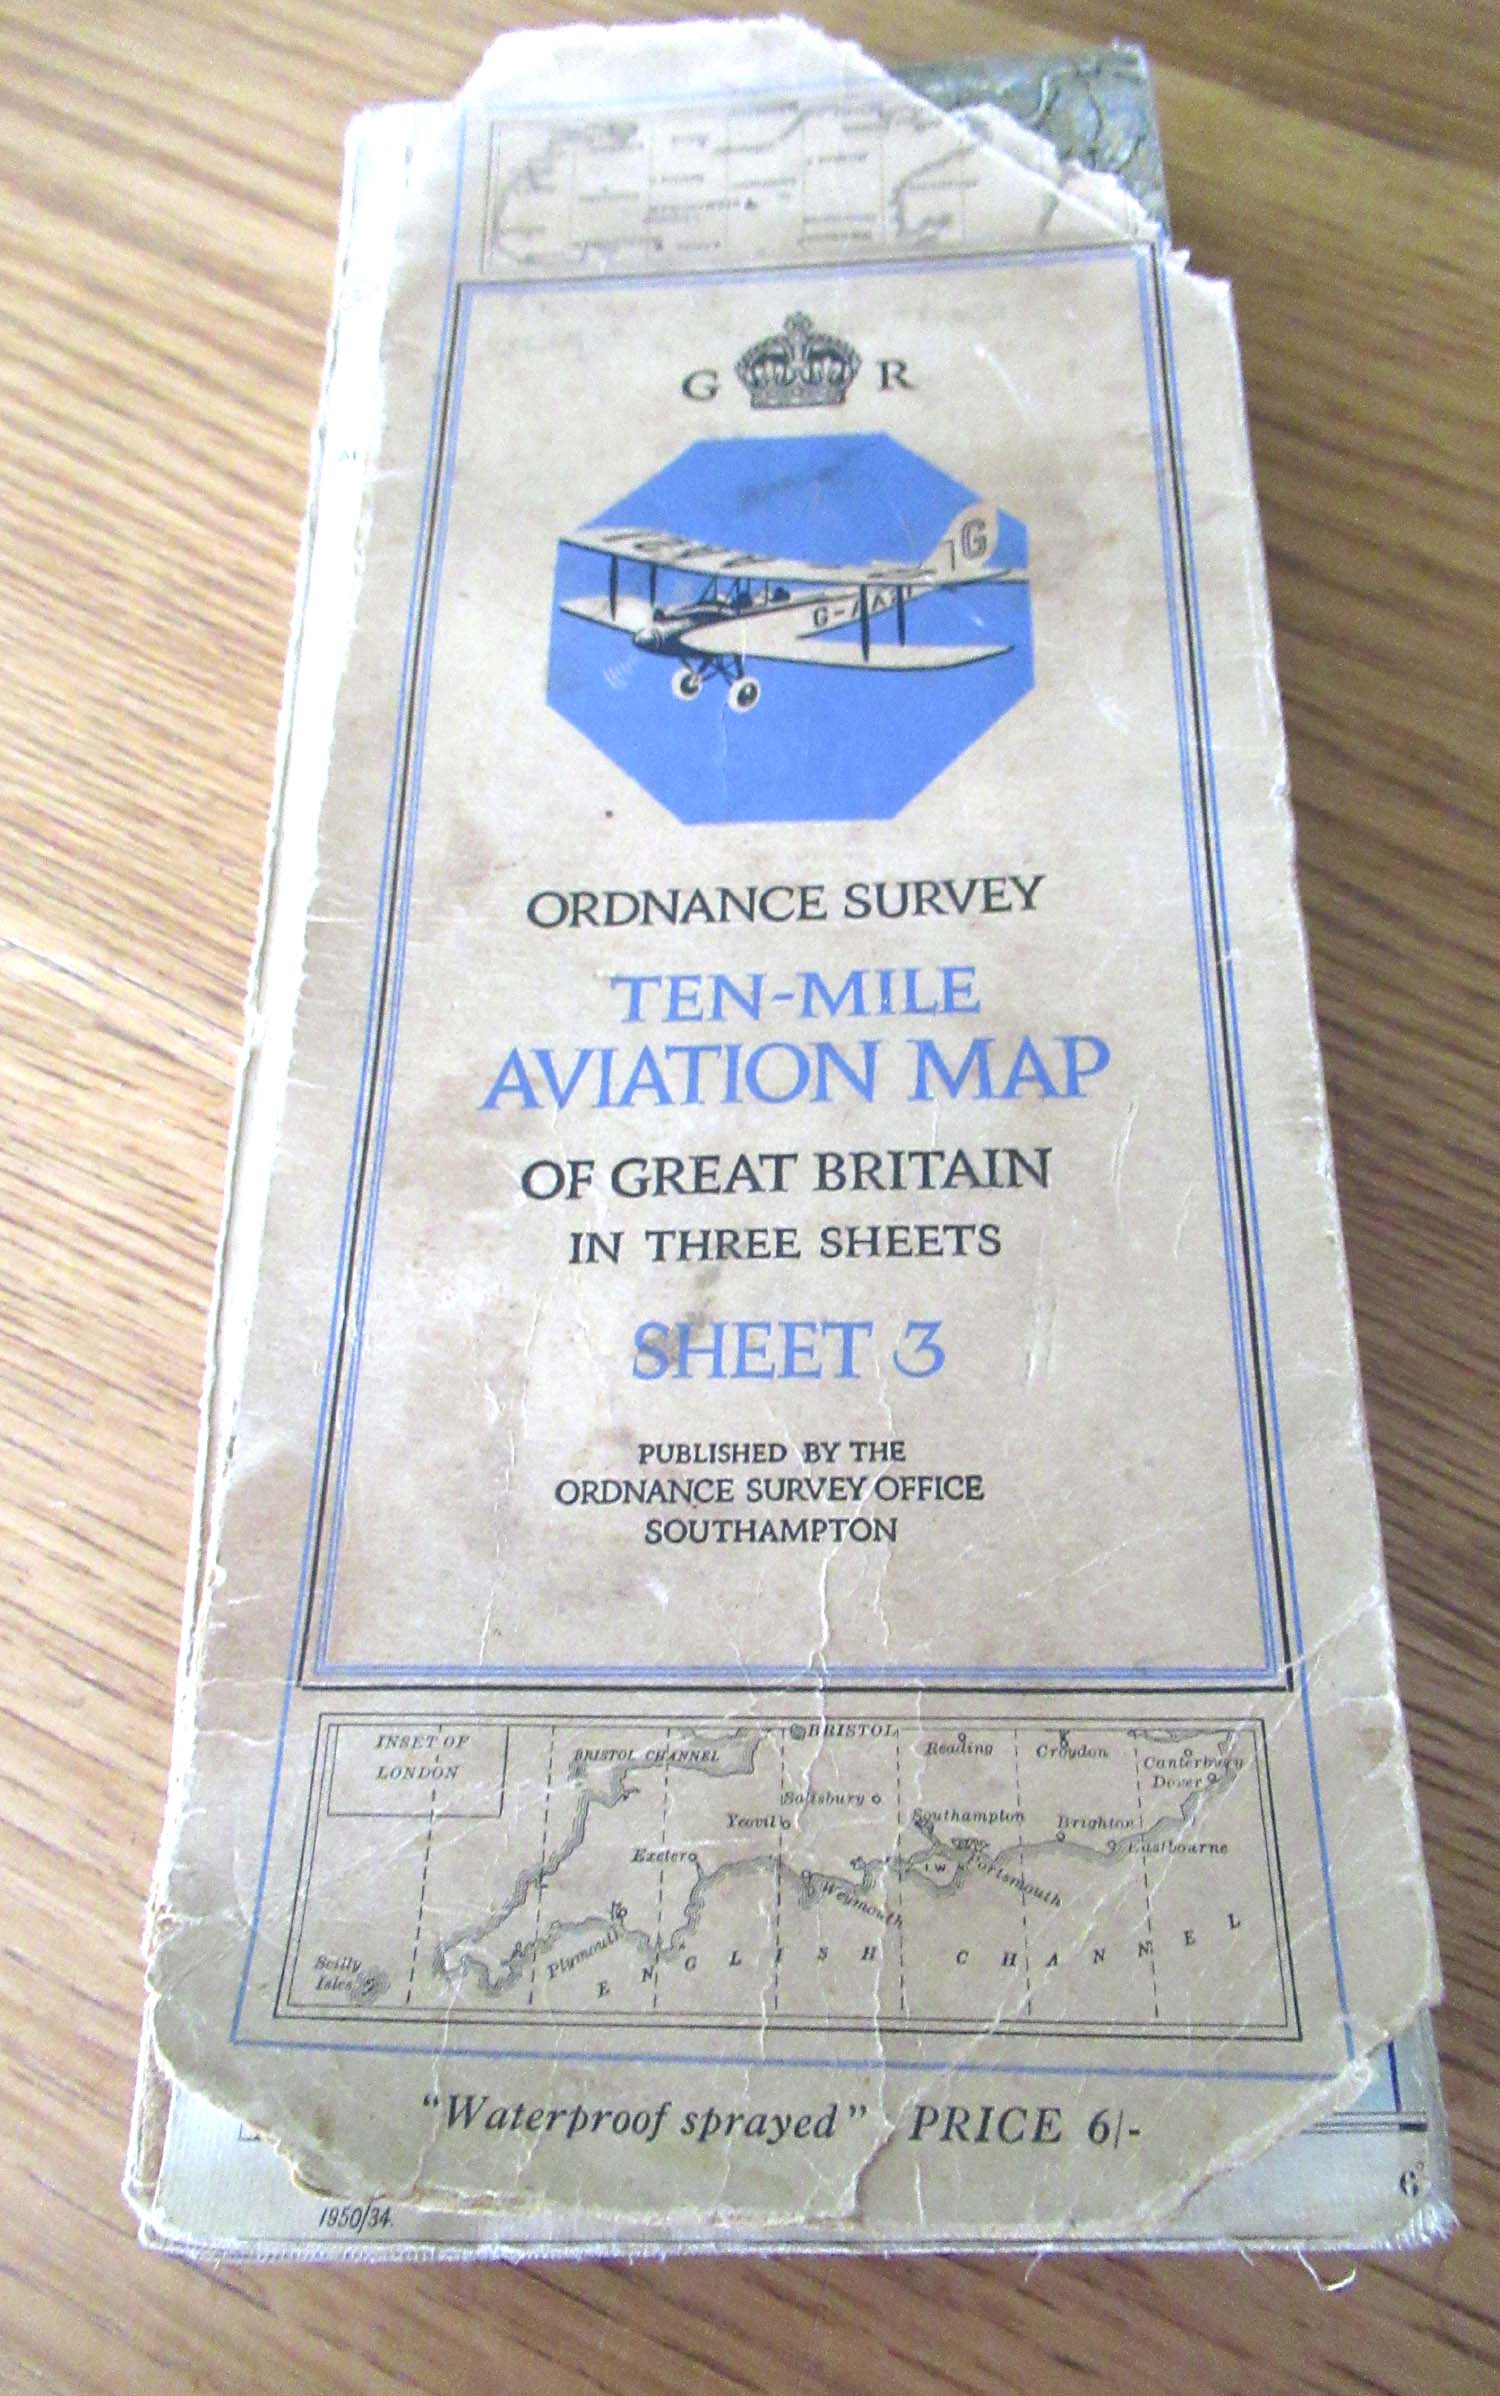 G R
G
G-AA
ORDNANCE SURVEY
TEN-MILE
AVIATION MAP
OF GREAT BRITAIN
IN THREE SHEETS
SHEET 3
PUBLISHED BY THE
ORDNANCE SURVEY OFFICE
SOUTHAMPTON
INSET OF
LONDON
BRISTOL CHANNEL
BRISTOL
Reading
Croydon
Canterbury
Dover
Salisbury
Yeovil
Southampton
Brighton
Eastbourne
Exeter
I W
Portsmouth
Weymouth
Plymouth
Scilly
Isles
ENGLISH CHANNEL
"Waterproof sprayed" PRICE 6/-
6°
1950/34.